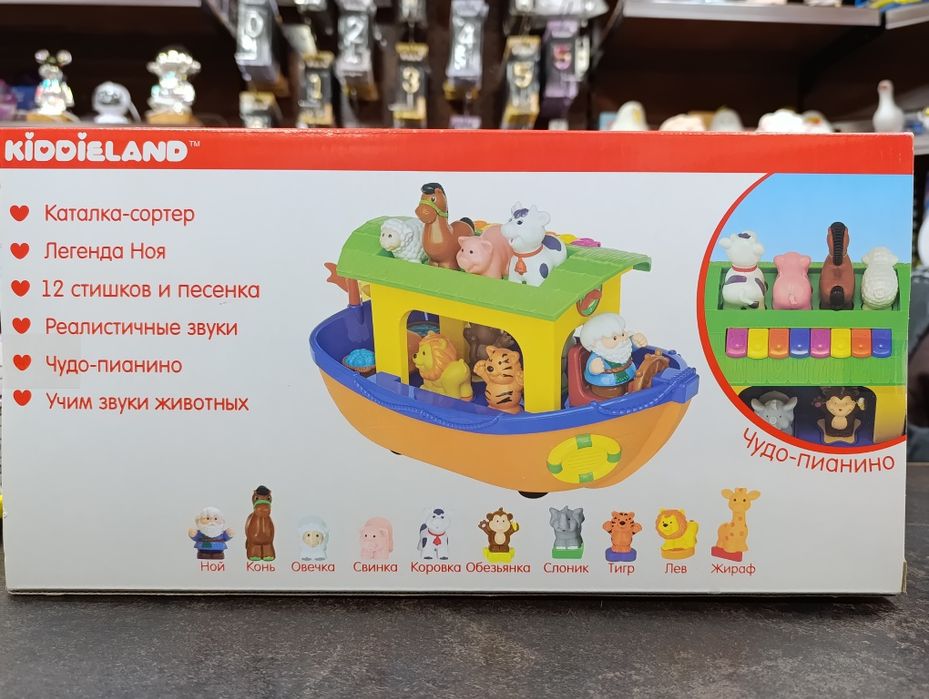 KIDDIELAND™
Каталка-сортер
Легенда Ноя
12 стишков и песенка
Реалистичные звуки
Чудо-пианино
Учим звуки животных
Чудо-пианино
Ной Конь Овечка Свинка Коровка Обезьянка Слоник Тигр Лев Жираф